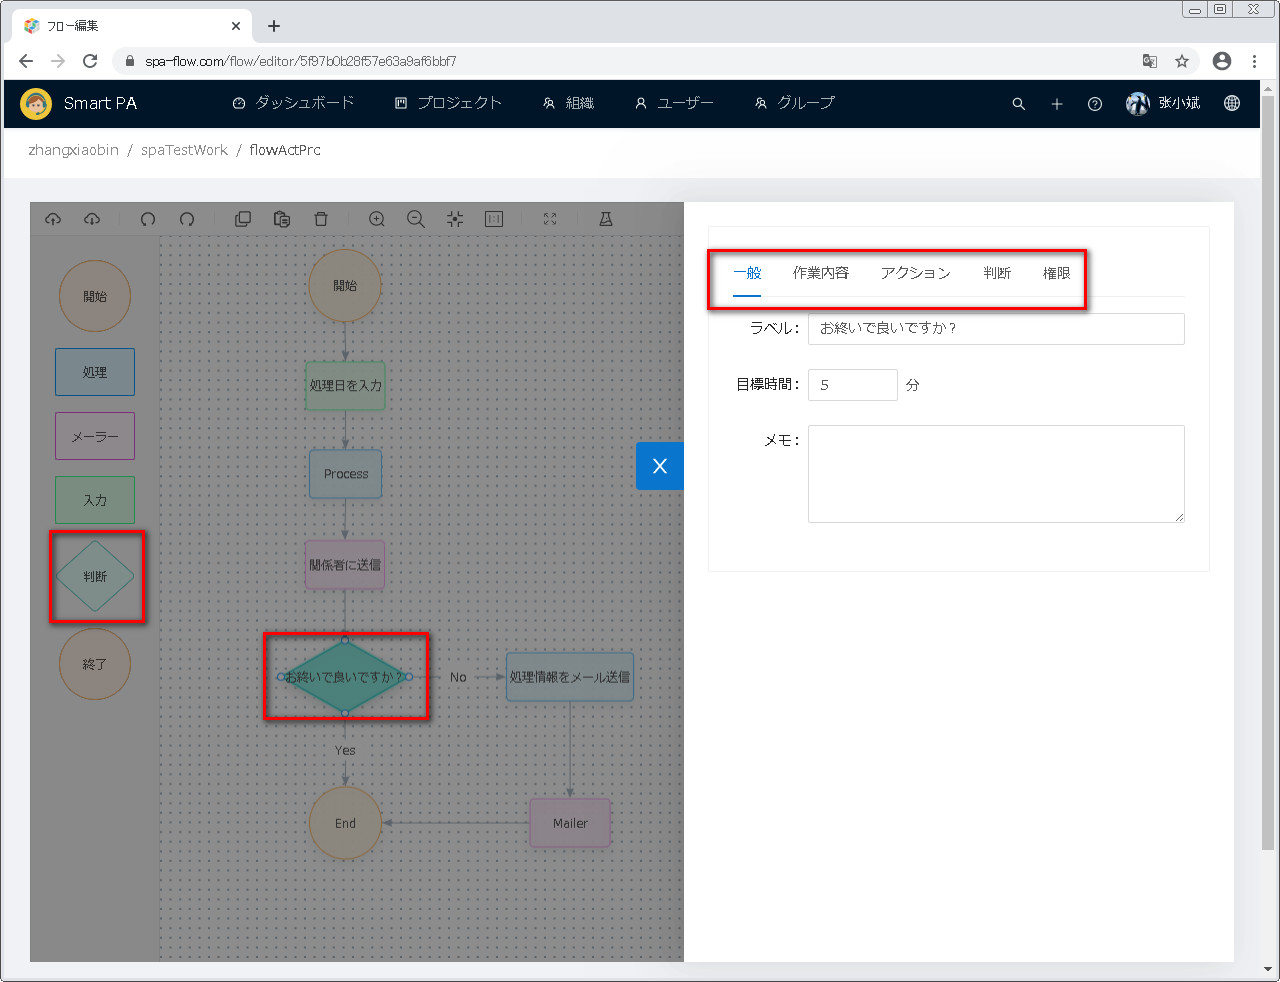 フロー編集
spa-flow.com/flow/editor/5f97b0b28f57e63a9af6bbf7
Smart PA ダッシュボード プロジェクト 組織 ユーザー グループ 张小斌
zhangxiaobin / spaTestWork / flowActPrc
開始
処理
メーラー
入力
判断
終了
開始
処理日を入力
Process
関係者に送信
お終いで良いですか？
No
処理情報をメール送信
Yes
End
Mailer
X
一般 作業内容 アクション 判断 権限
ラベル： お終いで良いですか？
目標時間： 5 分
メモ：